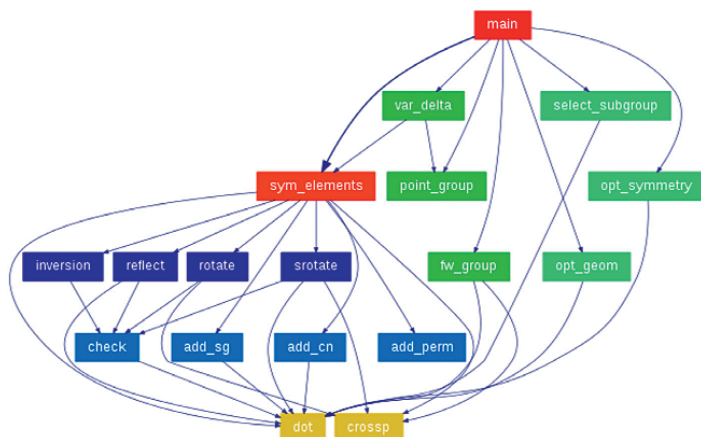 main
var_delta
select_subgroup
sym_elements
point_group
opt_symmetry
inversion
reflect
rotate
srotate
fw_group
opt_geom
check
add_sg
add_cn
add_perm
dot
crossp